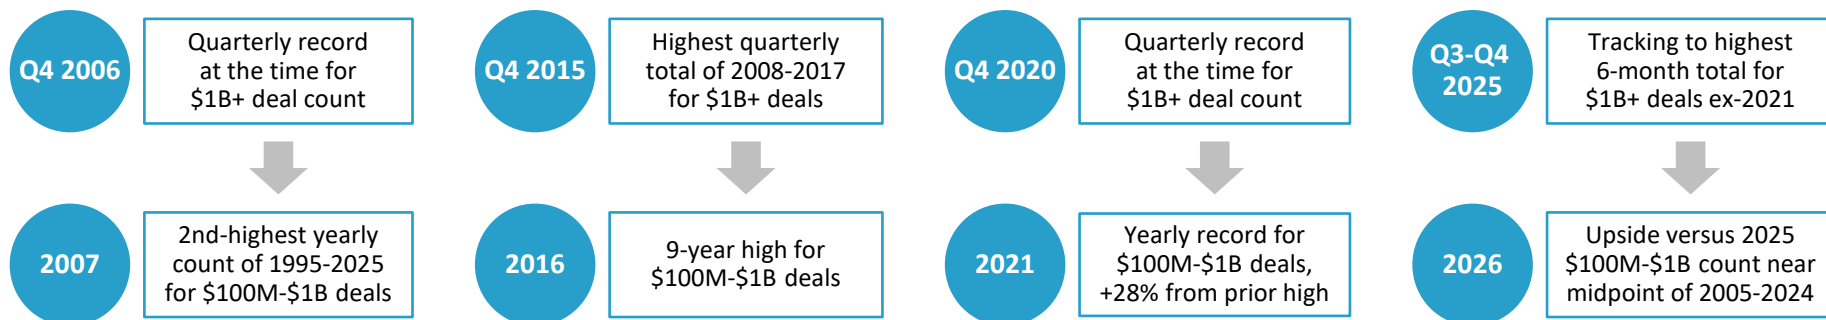 Q4 2006
Quarterly record
at the time for
$1B+ deal count
Q4 2015
Highest quarterly
total of 2008-2017
for $1B+ deals
Q4 2020
Quarterly record
at the time for
$1B+ deal count
Q3-Q4
2025
Tracking to highest
6-month total for
$1B+ deals ex-2021
2007
2nd-highest yearly
count of 1995-2025
for $100M-$1B deals
2016
9-year high for
$100M-$1B deals
2021
Yearly record for
$100M-$1B deals,
+28% from prior high
2026
Upside versus 2025
$100M-$1B count near
midpoint of 2005-2024